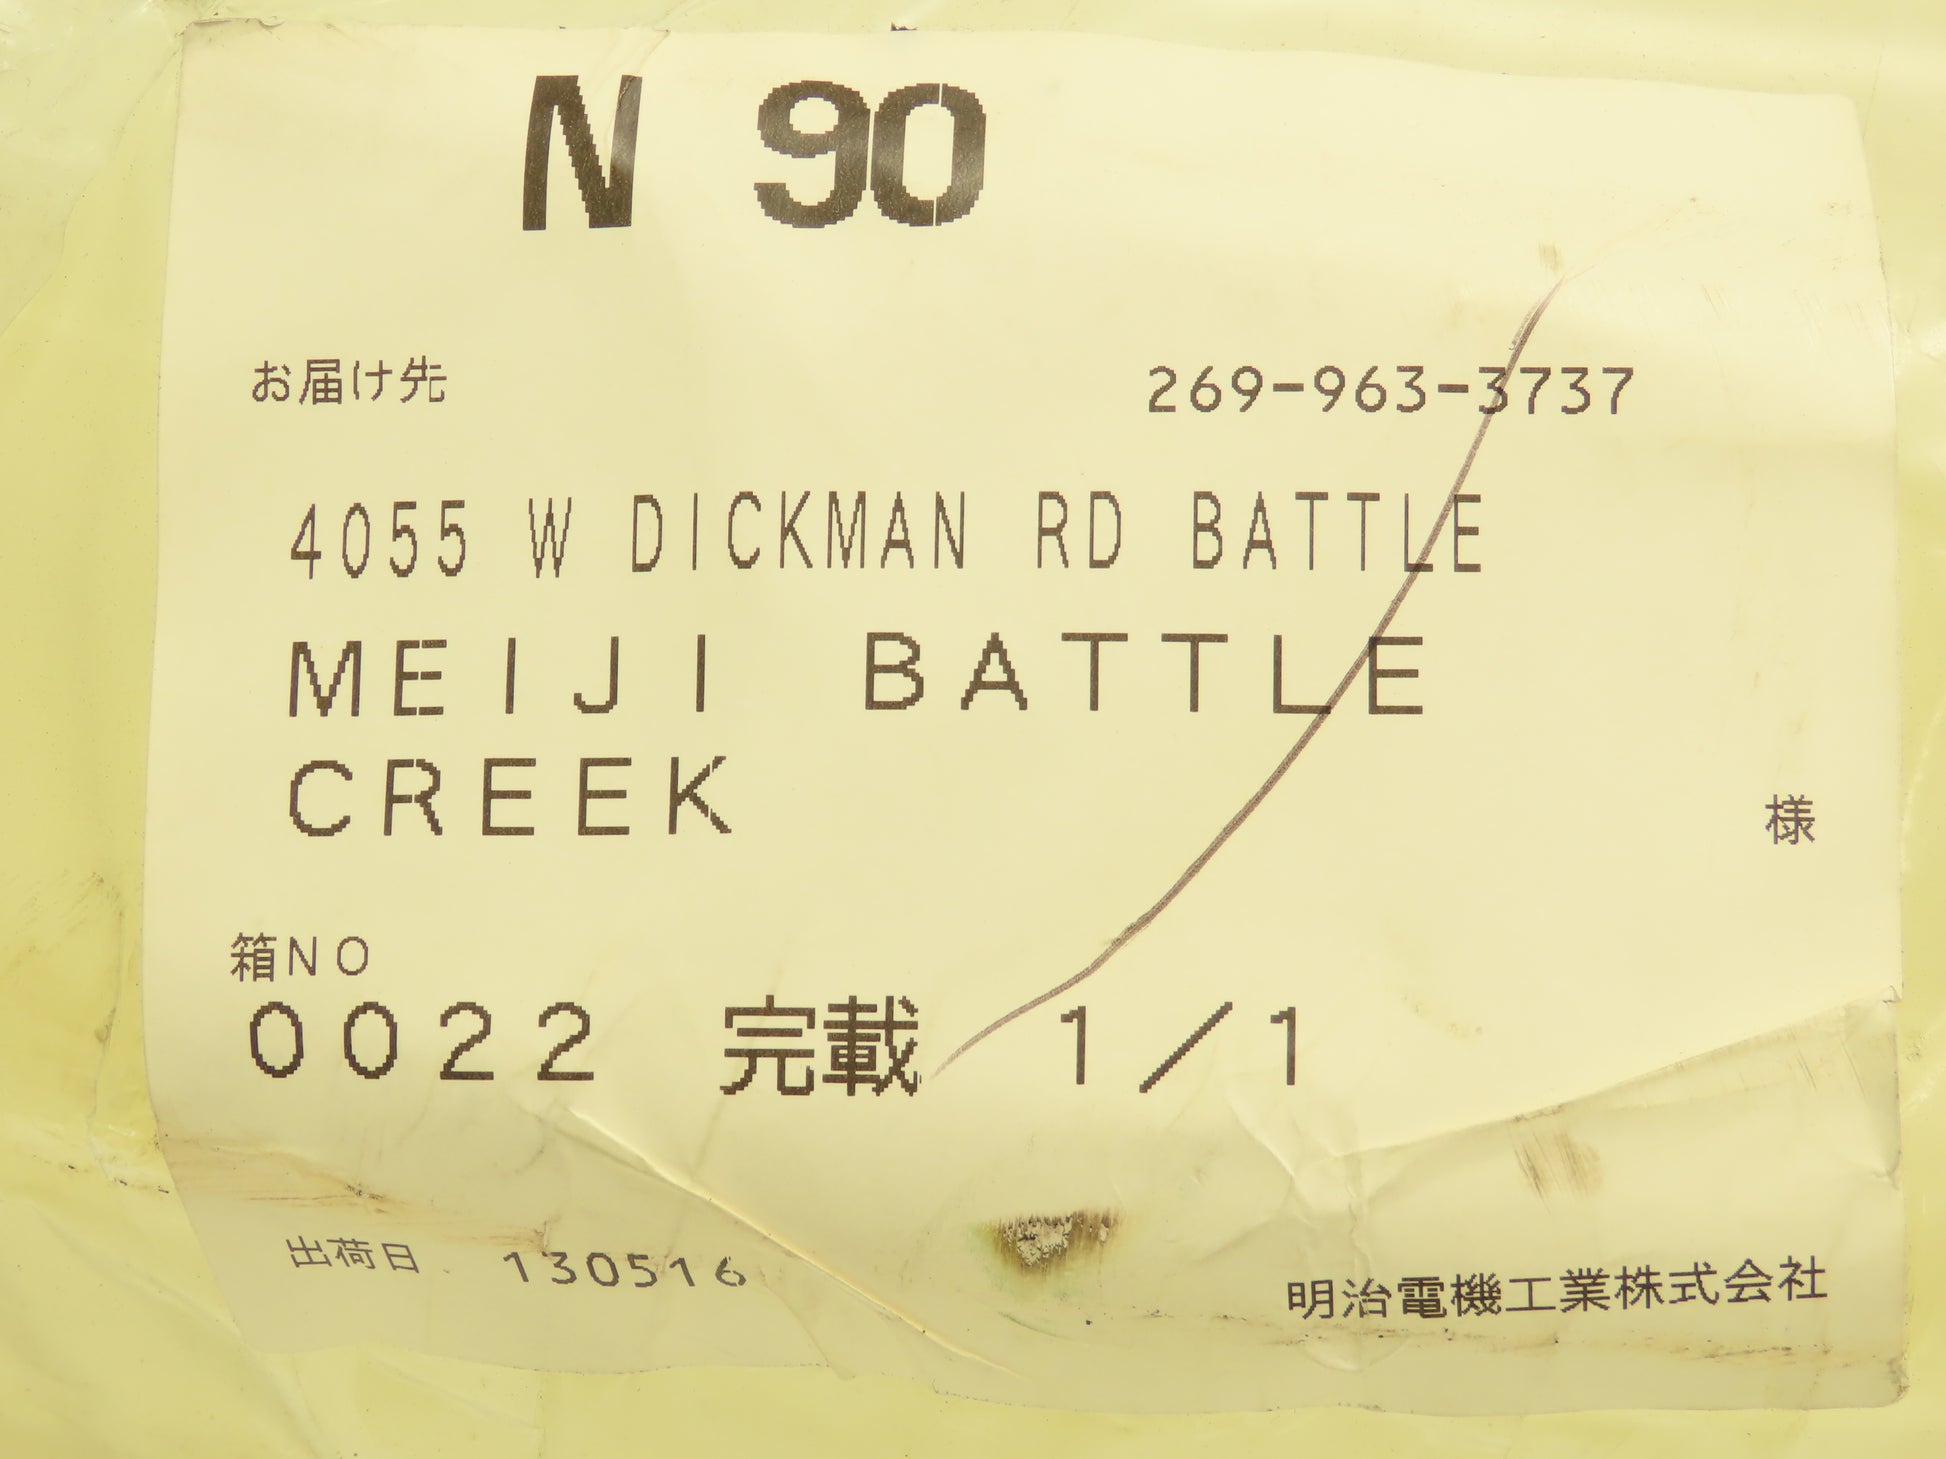 N 90
お届け先 269-963-3737
4055 W DICKMAN RD BATTLE
MEIJI BATTLE
CREEK
様
箱NO
0022 完載 1/1
出荷日 130516
明治電機工業株式会社